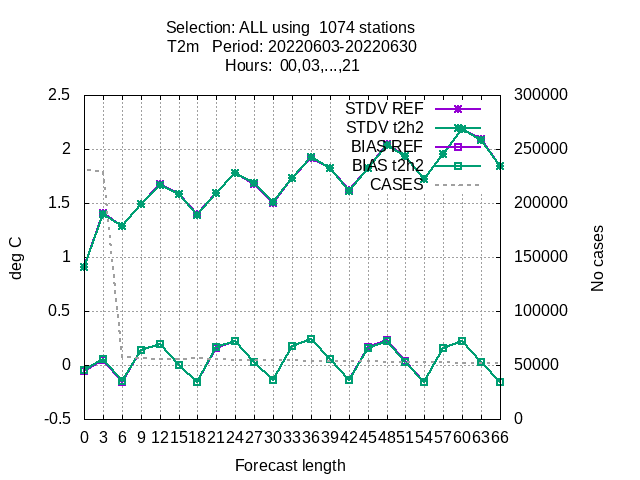 Selection: ALL using  1074 stations
T2m   Period: 20220603-20220630
Hours:  00,03,...,21
2.5
2
1.5
1
0.5
0
-0.5
deg C
STDV REF
STDV t2h2
BIAS REF
BIAS t2h2
CASES
300000
250000
200000
150000
100000
50000
0
No cases
0 3 6 9 12 15 18 21 24 27 30 33 36 39 42 45 48 51 54 57 60 63 66
Forecast length